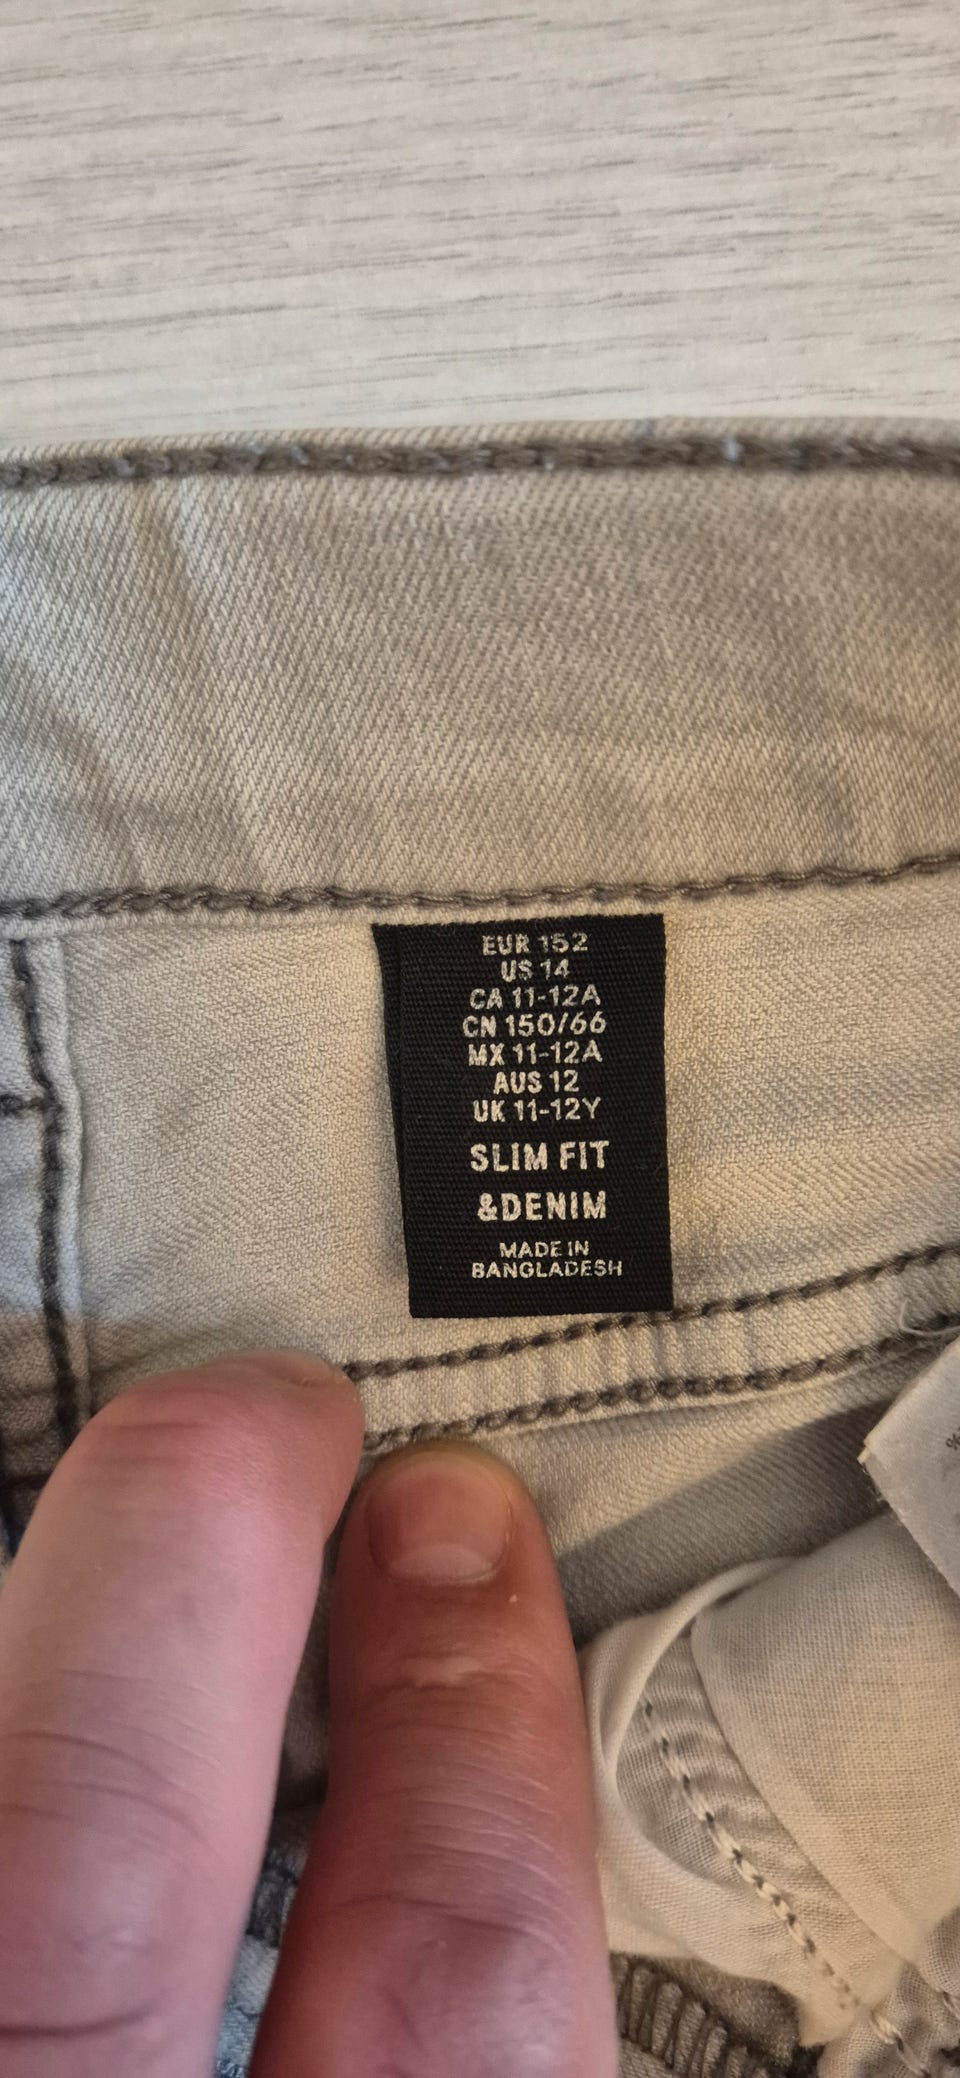 EUR 152
US 14
CA 11-12A
CN 150/66
MX 11-12A
AUS 12
UK 11-12Y
SLIM FIT
&DENIM
MADE IN
BANGLADESH